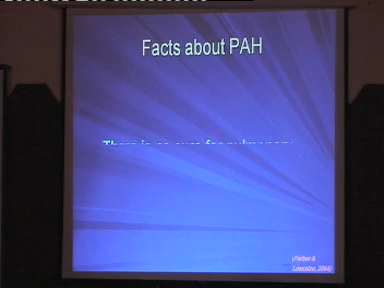 Facts about PAH
There is no cure for pulmonary
(Farber &
Loscalzo, 2004)